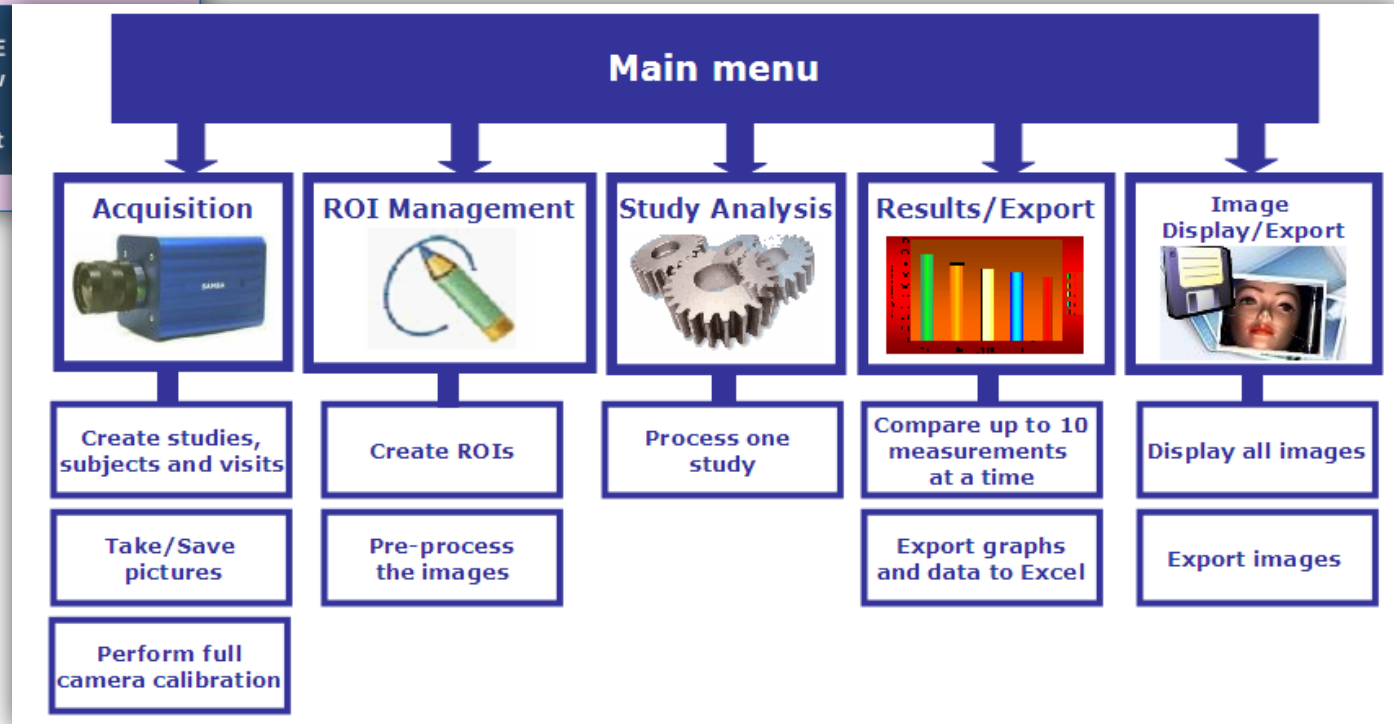 Main menu
Acquisition
SAMBA
Create studies,
subjects and visits
Take/Save
pictures
Perform full
camera calibration
ROI Management
Create ROIs
Pre-process
the images
Study Analysis
Process one
study
Results/Export
Compare up to 10
measurements
at a time
Export graphs
and data to Excel
Image
Display/Export
Display all images
Export images